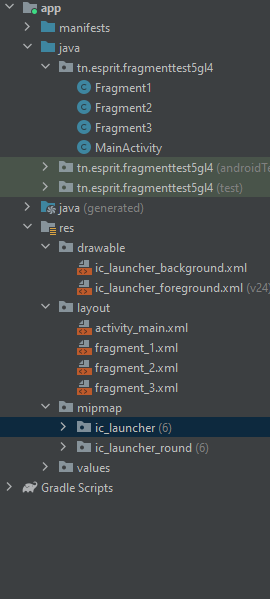 app
manifests
java
tn.esprit.fragmenttest5gl4
Fragment1
Fragment2
Fragment3
MainActivity
tn.esprit.fragmenttest5gl4 (androidTe
tn.esprit.fragmenttest5gl4 (test)
java (generated)
res
drawable
ic_launcher_background.xml
ic_launcher_foreground.xml (v24)
layout
activity_main.xml
fragment_1.xml
fragment_2.xml
fragment_3.xml
mipmap
ic_launcher (6)
ic_launcher_round (6)
values
Gradle Scripts